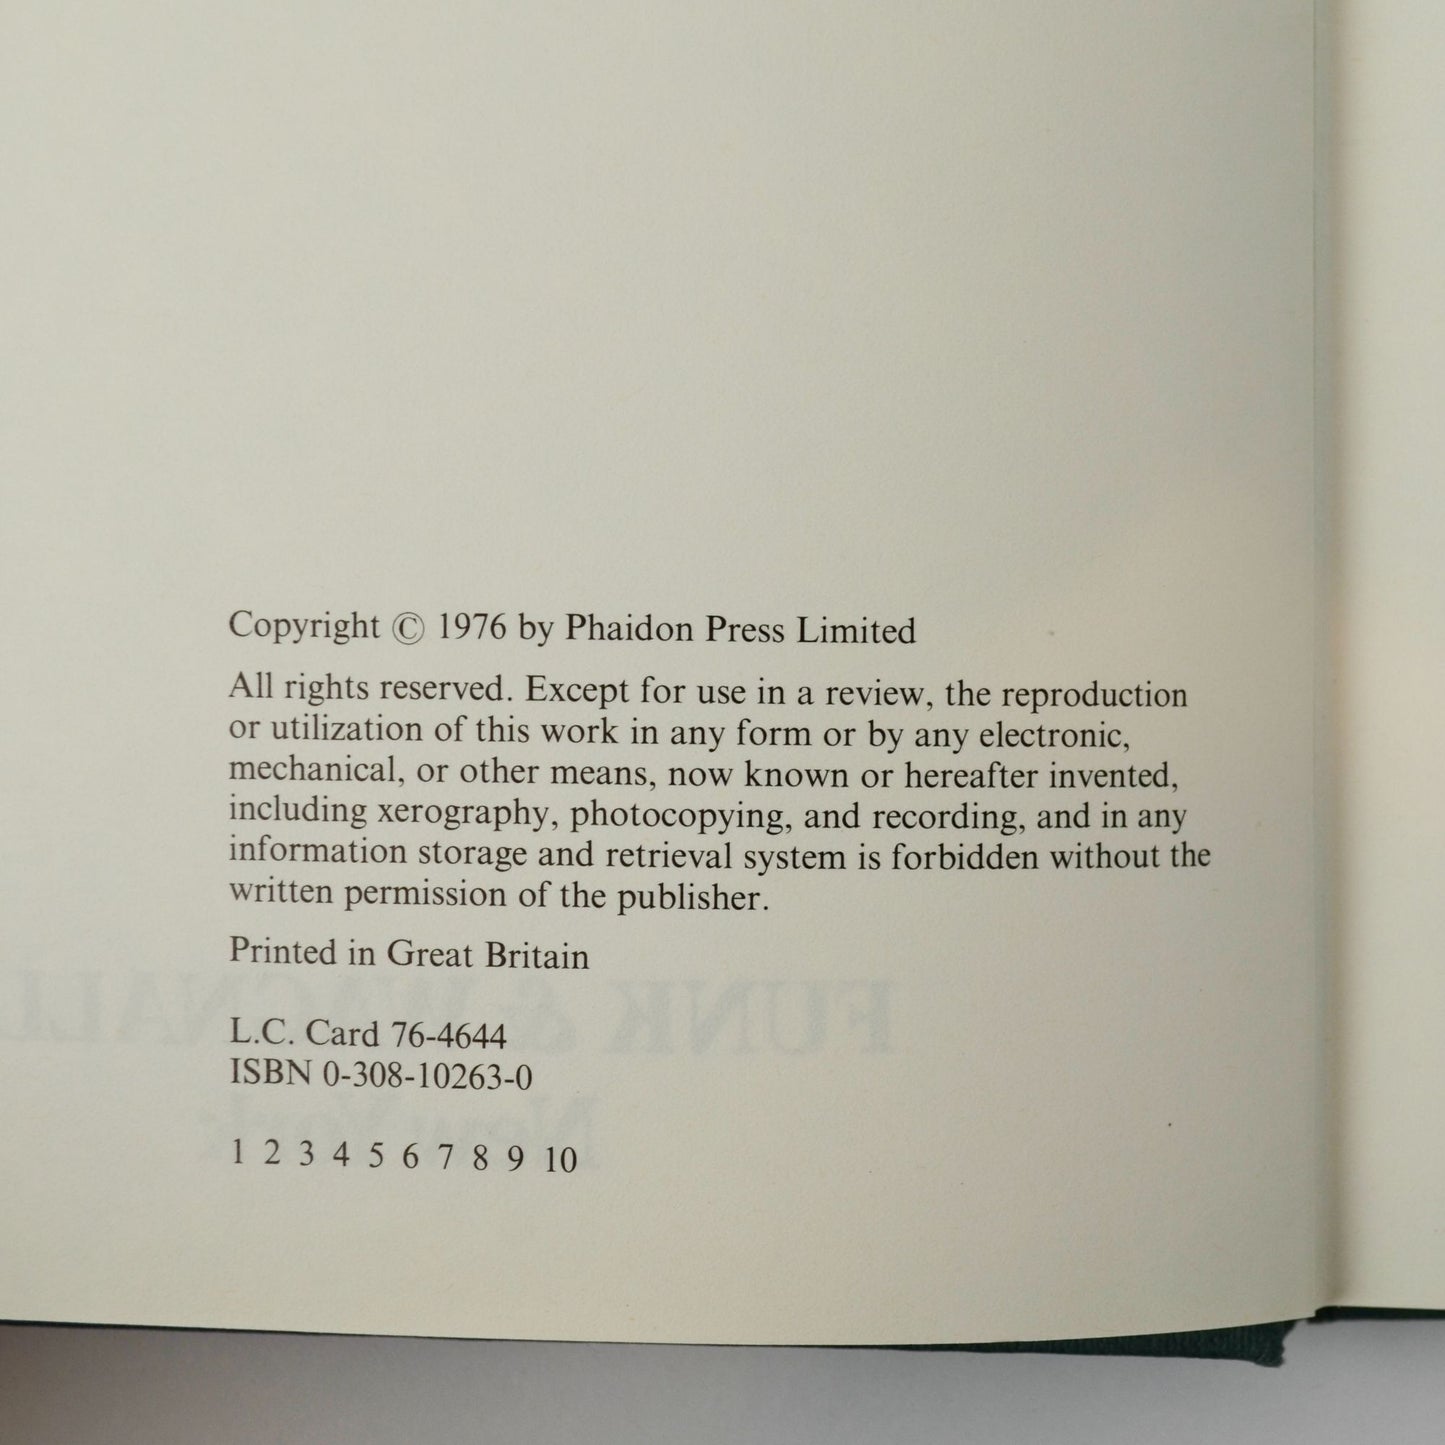 Copyright © 1976 by Phaidon Press Limited
All rights reserved. Except for use in a review, the reproduction
or utilization of this work in any form or by any electronic,
mechanical, or other means, now known or hereafter invented,
including xerography, photocopying, and recording, and in any
information storage and retrieval system is forbidden without the
written permission of the publisher.
Printed in Great Britain
L.C. Card 76-4644
ISBN 0-308-10263-0
1 2 3 4 5 6 7 8 9 10
FUNK & WAGNALL
New York